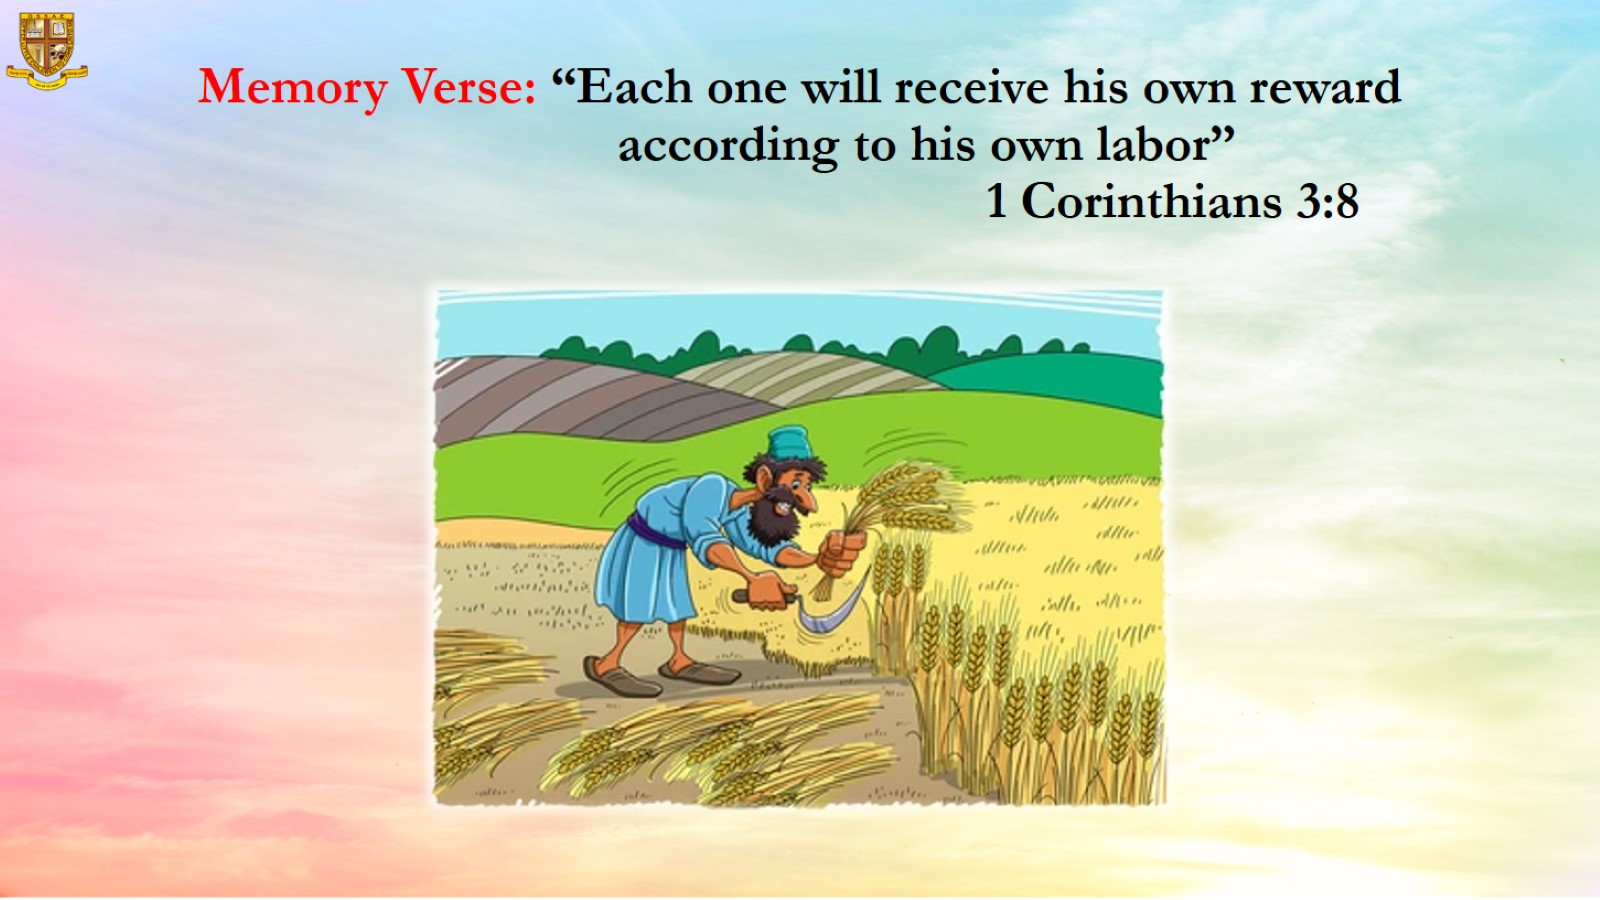 Memory Verse: “Each one will receive his own reward
according to his own labor”
1 Corinthians 3:8